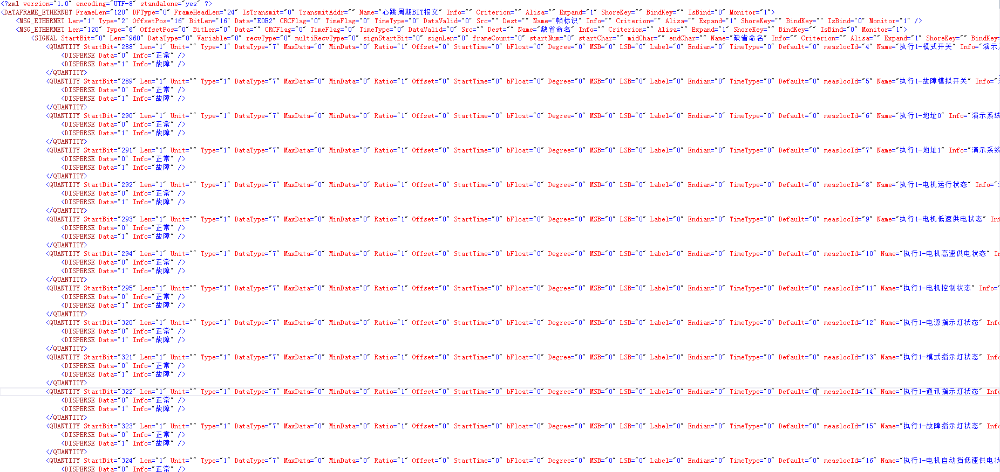 <?xml version="1.0" encoding="UTF-8" standalone="yes" ?>
<DATAFRAME_ETHERNET FrameLen="120" DFType="0" FrameHeadLen="24" IsTransmit="0" TransmitAddr="" Name="心跳周期BIT报文" Info="" Criterion="" Alisa="" Expand="1" ShoreKey="" BindKey="" IsBind="0" Monitor="1">
<MSG_ETHERNET Len="1" Type="2" OffsetPos="16" BitLen="16" Data="E0E2" CRCFlag="0" TimeFlag="0" TimeType="0" DataValid="0" Src="" Dest="" Name="帧标识" Info="" Criterion="" Alisa="" Expand="1" ShoreKey="" BindKey="" IsBind="0" Monitor="1" />
<MSG_ETHERNET Len="120" Type="6" OffsetPos="0" BitLen="0" Data="" CRCFlag="0" TimeFlag="0" TimeType="0" DataValid="0" Src="" Dest="" Name="缺省命名" Info="" Criterion="" Alisa="" Expand="1" ShoreKey="" BindKey="" IsBind="0" Monitor="1">
<SIGNAL StartBit="0" Len="960" DataType="0" Variable="0" recvType="0" multiRecvType="0" signStartBit="0" signLen="0" frameCount="0" startNum="0" startChar="" midChar="" endChar="" Name="缺省命名" Info="" Criterion="" Alisa="" Expand="1" ShoreKey="" BindKey=
<QUANTITY StartBit="288" Len="1" Unit="" Type="1" DataType="7" MaxData="0" MinData="0" Ratio="1" Offset="0" StartTime="0" bFloat="0" Degree="0" MSB="0" LSB="0" Label="0" Endian="0" TimeType="0" Default="0" measlocId="4" Name="执行1-模式开关" Info="演示
<DISPERSE Data="0" Info="正常" />
<DISPERSE Data="1" Info="故障" />
</QUANTITY>
<QUANTITY StartBit="289" Len="1" Unit="" Type="1" DataType="7" MaxData="0" MinData="0" Ratio="1" Offset="0" StartTime="0" bFloat="0" Degree="0" MSB="0" LSB="0" Label="0" Endian="0" TimeType="0" Default="0" measlocId="5" Name="执行1-故障模拟开关" Info="
<DISPERSE Data="0" Info="正常" />
<DISPERSE Data="1" Info="故障" />
</QUANTITY>
<QUANTITY StartBit="290" Len="1" Unit="" Type="1" DataType="7" MaxData="0" MinData="0" Ratio="1" Offset="0" StartTime="0" bFloat="0" Degree="0" MSB="0" LSB="0" Label="0" Endian="0" TimeType="0" Default="0" measlocId="6" Name="执行1-地址0" Info="演示系统
<DISPERSE Data="0" Info="正常" />
<DISPERSE Data="1" Info="故障" />
</QUANTITY>
<QUANTITY StartBit="291" Len="1" Unit="" Type="1" DataType="7" MaxData="0" MinData="0" Ratio="1" Offset="0" StartTime="0" bFloat="0" Degree="0" MSB="0" LSB="0" Label="0" Endian="0" TimeType="0" Default="0" measlocId="7" Name="执行1-地址1" Info="演示系统
<DISPERSE Data="0" Info="正常" />
<DISPERSE Data="1" Info="故障" />
</QUANTITY>
<QUANTITY StartBit="292" Len="1" Unit="" Type="1" DataType="7" MaxData="0" MinData="0" Ratio="1" Offset="0" StartTime="0" bFloat="0" Degree="0" MSB="0" LSB="0" Label="0" Endian="0" TimeType="0" Default="0" measlocId="8" Name="执行1-电机运行状态" Info="
<DISPERSE Data="0" Info="正常" />
<DISPERSE Data="1" Info="故障" />
</QUANTITY>
<QUANTITY StartBit="293" Len="1" Unit="" Type="1" DataType="7" MaxData="0" MinData="0" Ratio="1" Offset="0" StartTime="0" bFloat="0" Degree="0" MSB="0" LSB="0" Label="0" Endian="0" TimeType="0" Default="0" measlocId="9" Name="执行1-电机低速供电状态" Inf
<DISPERSE Data="0" Info="正常" />
<DISPERSE Data="1" Info="故障" />
</QUANTITY>
<QUANTITY StartBit="294" Len="1" Unit="" Type="1" DataType="7" MaxData="0" MinData="0" Ratio="1" Offset="0" StartTime="0" bFloat="0" Degree="0" MSB="0" LSB="0" Label="0" Endian="0" TimeType="0" Default="0" measlocId="10" Name="执行1-电机高速供电状态" In
<DISPERSE Data="0" Info="正常" />
<DISPERSE Data="1" Info="故障" />
</QUANTITY>
<QUANTITY StartBit="295" Len="1" Unit="" Type="1" DataType="7" MaxData="0" MinData="0" Ratio="1" Offset="0" StartTime="0" bFloat="0" Degree="0" MSB="0" LSB="0" Label="0" Endian="0" TimeType="0" Default="0" measlocId="11" Name="执行1-电机控制状态" Info="
<DISPERSE Data="0" Info="正常" />
<DISPERSE Data="1" Info="故障" />
</QUANTITY>
<QUANTITY StartBit="320" Len="1" Unit="" Type="1" DataType="7" MaxData="0" MinData="0" Ratio="1" Offset="0" StartTime="0" bFloat="0" Degree="0" MSB="0" LSB="0" Label="0" Endian="0" TimeType="0" Default="0" measlocId="12" Name="执行1-电源指示灯状态" Info
<DISPERSE Data="0" Info="正常" />
<DISPERSE Data="1" Info="故障" />
</QUANTITY>
<QUANTITY StartBit="321" Len="1" Unit="" Type="1" DataType="7" MaxData="0" MinData="0" Ratio="1" Offset="0" StartTime="0" bFloat="0" Degree="0" MSB="0" LSB="0" Label="0" Endian="0" TimeType="0" Default="0" measlocId="13" Name="执行1-模式指示灯状态" Info
<DISPERSE Data="0" Info="正常" />
<DISPERSE Data="1" Info="故障" />
</QUANTITY>
<QUANTITY StartBit="322" Len="1" Unit="" Type="1" DataType="7" MaxData="0" MinData="0" Ratio="1" Offset="0" StartTime="0" bFloat="0" Degree="0" MSB="0" LSB="0" Label="0" Endian="0" TimeType="0" Default="0" measlocId="14" Name="执行1-通讯指示灯状态" Info
<DISPERSE Data="0" Info="正常" />
<DISPERSE Data="1" Info="故障" />
</QUANTITY>
<QUANTITY StartBit="323" Len="1" Unit="" Type="1" DataType="7" MaxData="0" MinData="0" Ratio="1" Offset="0" StartTime="0" bFloat="0" Degree="0" MSB="0" LSB="0" Label="0" Endian="0" TimeType="0" Default="0" measlocId="15" Name="执行1-故障指示灯状态" Info
<DISPERSE Data="0" Info="正常" />
<DISPERSE Data="1" Info="故障" />
</QUANTITY>
<QUANTITY StartBit="324" Len="1" Unit="" Type="1" DataType="7" MaxData="0" MinData="0" Ratio="1" Offset="0" StartTime="0" bFloat="0" Degree="0" MSB="0" LSB="0" Label="0" Endian="0" TimeType="0" Default="0" measlocId="16" Name="执行1-电机自动挡低速供电状
<DISPERSE Data="0" Info="正常" />